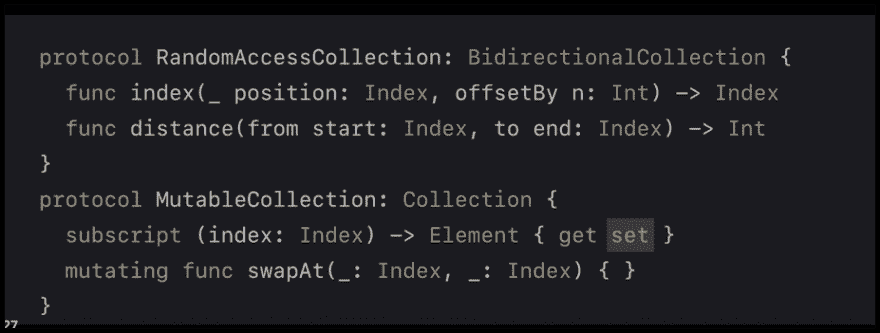 protocol RandomAccessCollection: BidirectionalCollection {
func index(_ position: Index, offsetBy n: Int) -> Index
func distance(from start: Index, to end: Index) -> Int
}
protocol MutableCollection: Collection {
subscript (index: Index) -> Element { get set }
mutating func swapAt(_: Index, _: Index) { }
}
27